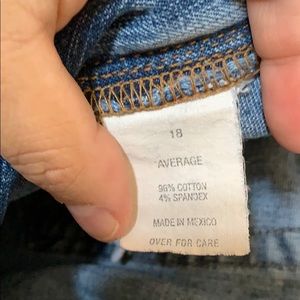 18
AVERAGE
96% COTTON
4% SPANDEX
MADE IN MEXICO
OVER FOR CARE